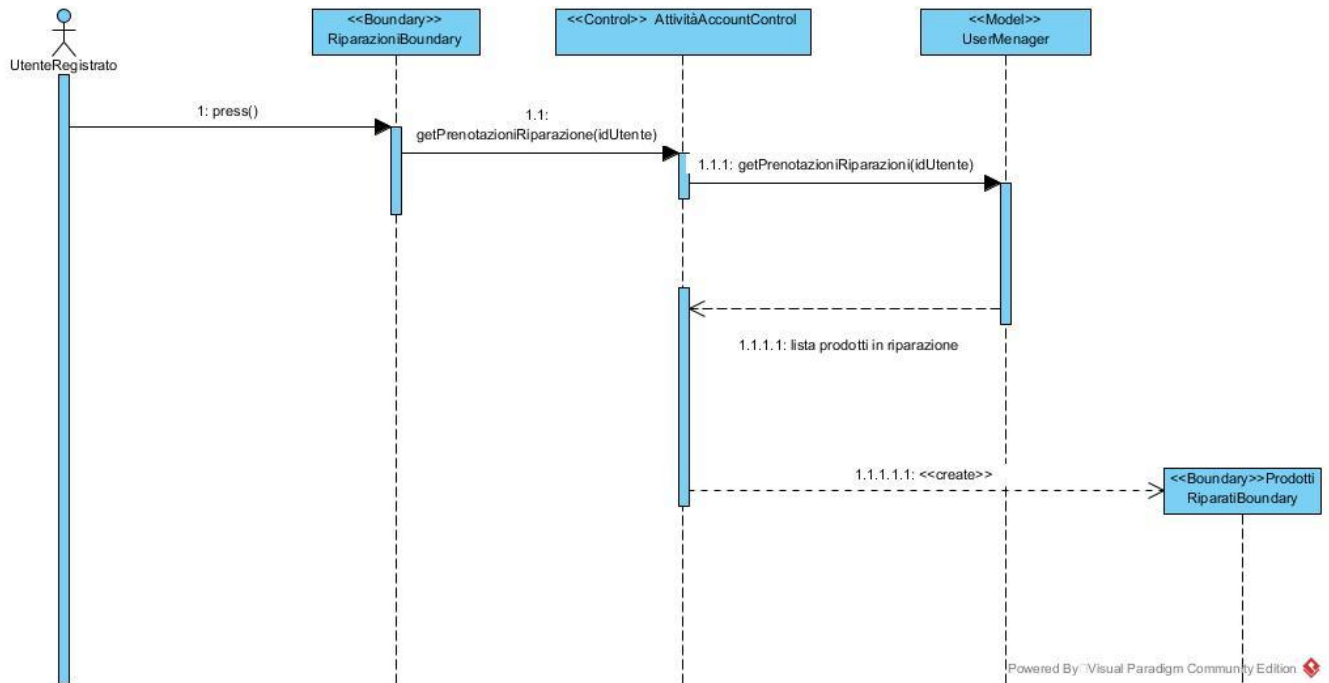 <<Boundary>>
RiparazioniBoundary
<<Control>> AttivitàAccountControl
<<Model>>
UserMenager
UtenteRegistrato
1: press()
1.1:
getPrenotazioniRiparazione(idUtente)
1.1.1: getPrenotazioniRiparazioni(idUtente)
1.1.1.1: lista prodotti in riparazione
1.1.1.1.1: <<create>>
<<Boundary>>Prodotti
RiparatiBoundary
Powered By Visual Paradigm Community Edition